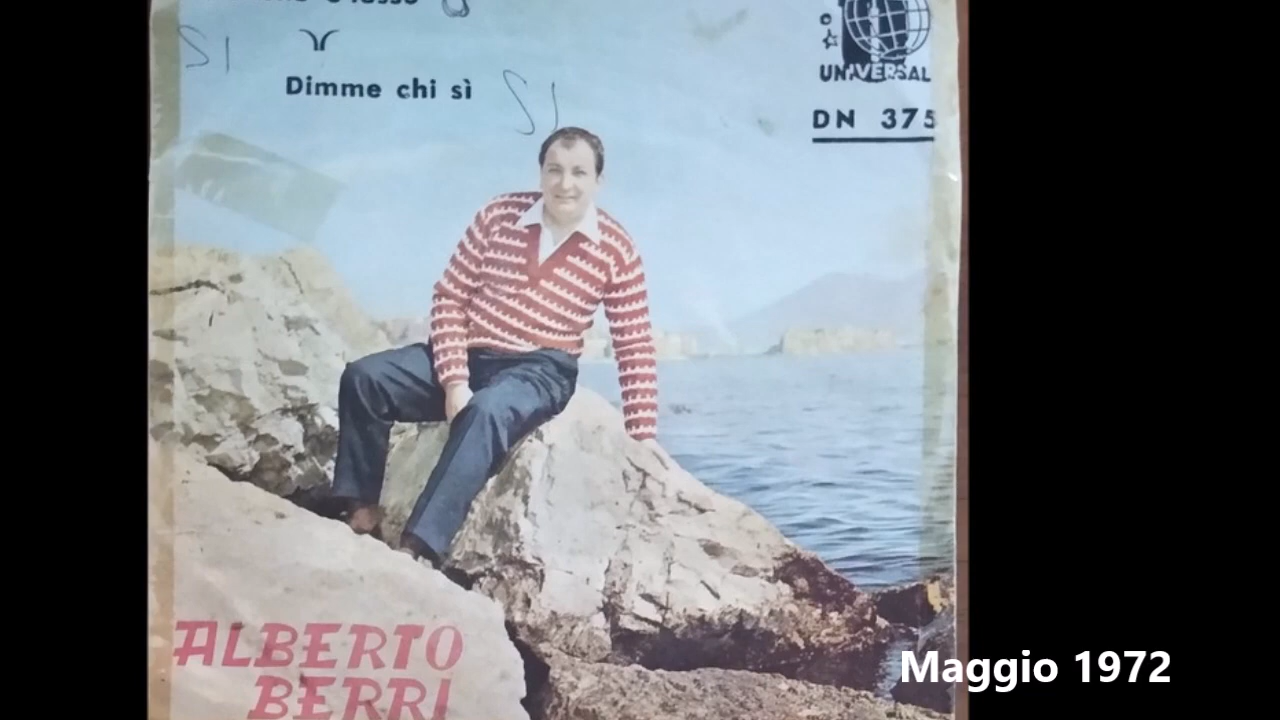 SI
Dimme chi sì
SI
UNIVERSAL
DN 375
ALBERTO
BERRI
Maggio 1972